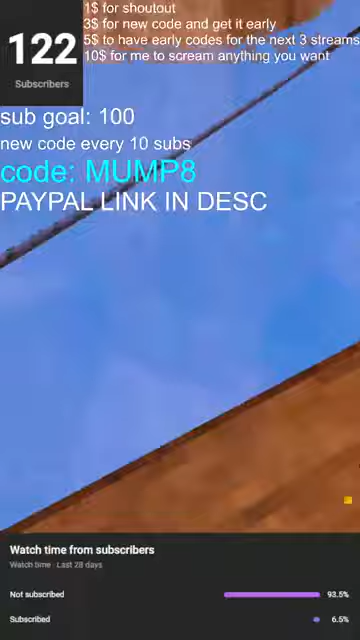 1$ for shoutout
3$ for new code and get it early
5$ to have early codes for the next 3 streams
10$ for me to scream anything you want
122
Subscribers
sub goal: 100
new code every 10 subs
code: MUMP8
PAYPAL LINK IN DESC
Watch time from subscribers
Watch time · Last 28 days
Not subscribed 93.5%
Subscribed 6.5%